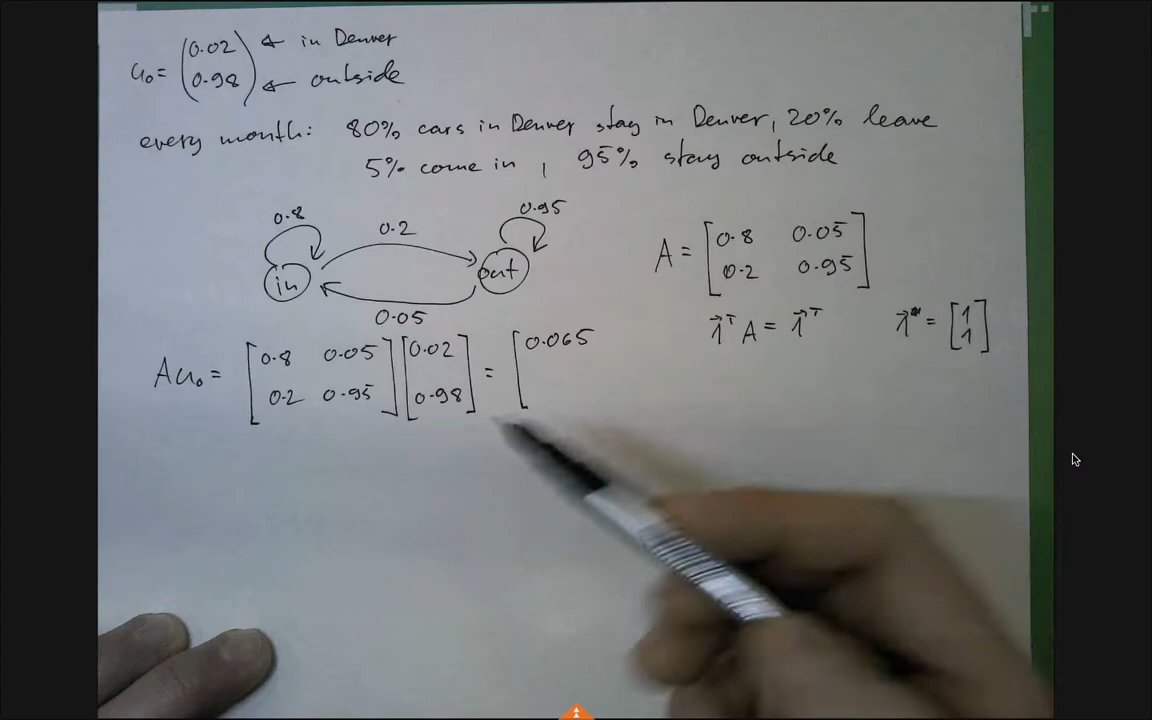 u₀ = (0.02 0.98) ← in Denver
← outside
every month: 80% cars in Denver stay in Denver, 20% leave
5% come in, 95% stay outside
0.8 0.2 0.95
in out
0.05
A = [0.8 0.05
0.2 0.95]
1⃗ᵀ A = 1⃗ᵀ 1⃗ = [1
1]
Au₀ = [0.8 0.05 ] [0.02 ] = [0.065
0.2 0.95 0.98